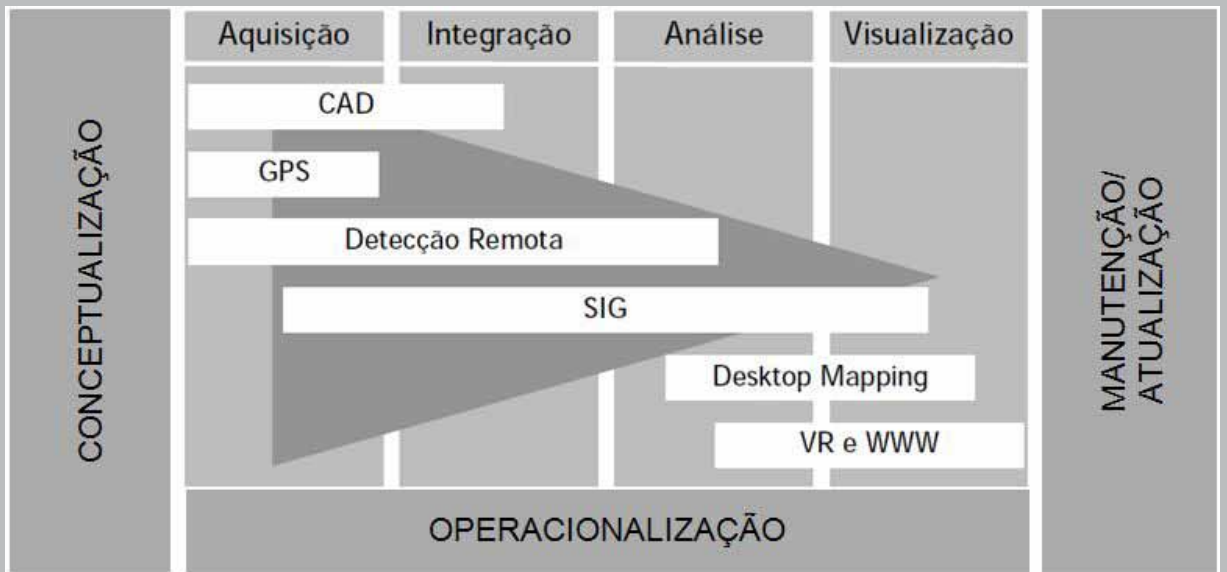 CONCEPTUALIZAÇÃO
Aquisição
Integração
Análise
Visualização
CAD
GPS
Detecção Remota
SIG
Desktop Mapping
VR e WWW
OPERACIONALIZAÇÃO
MANUTENÇÃO/
ATUALIZAÇÃO